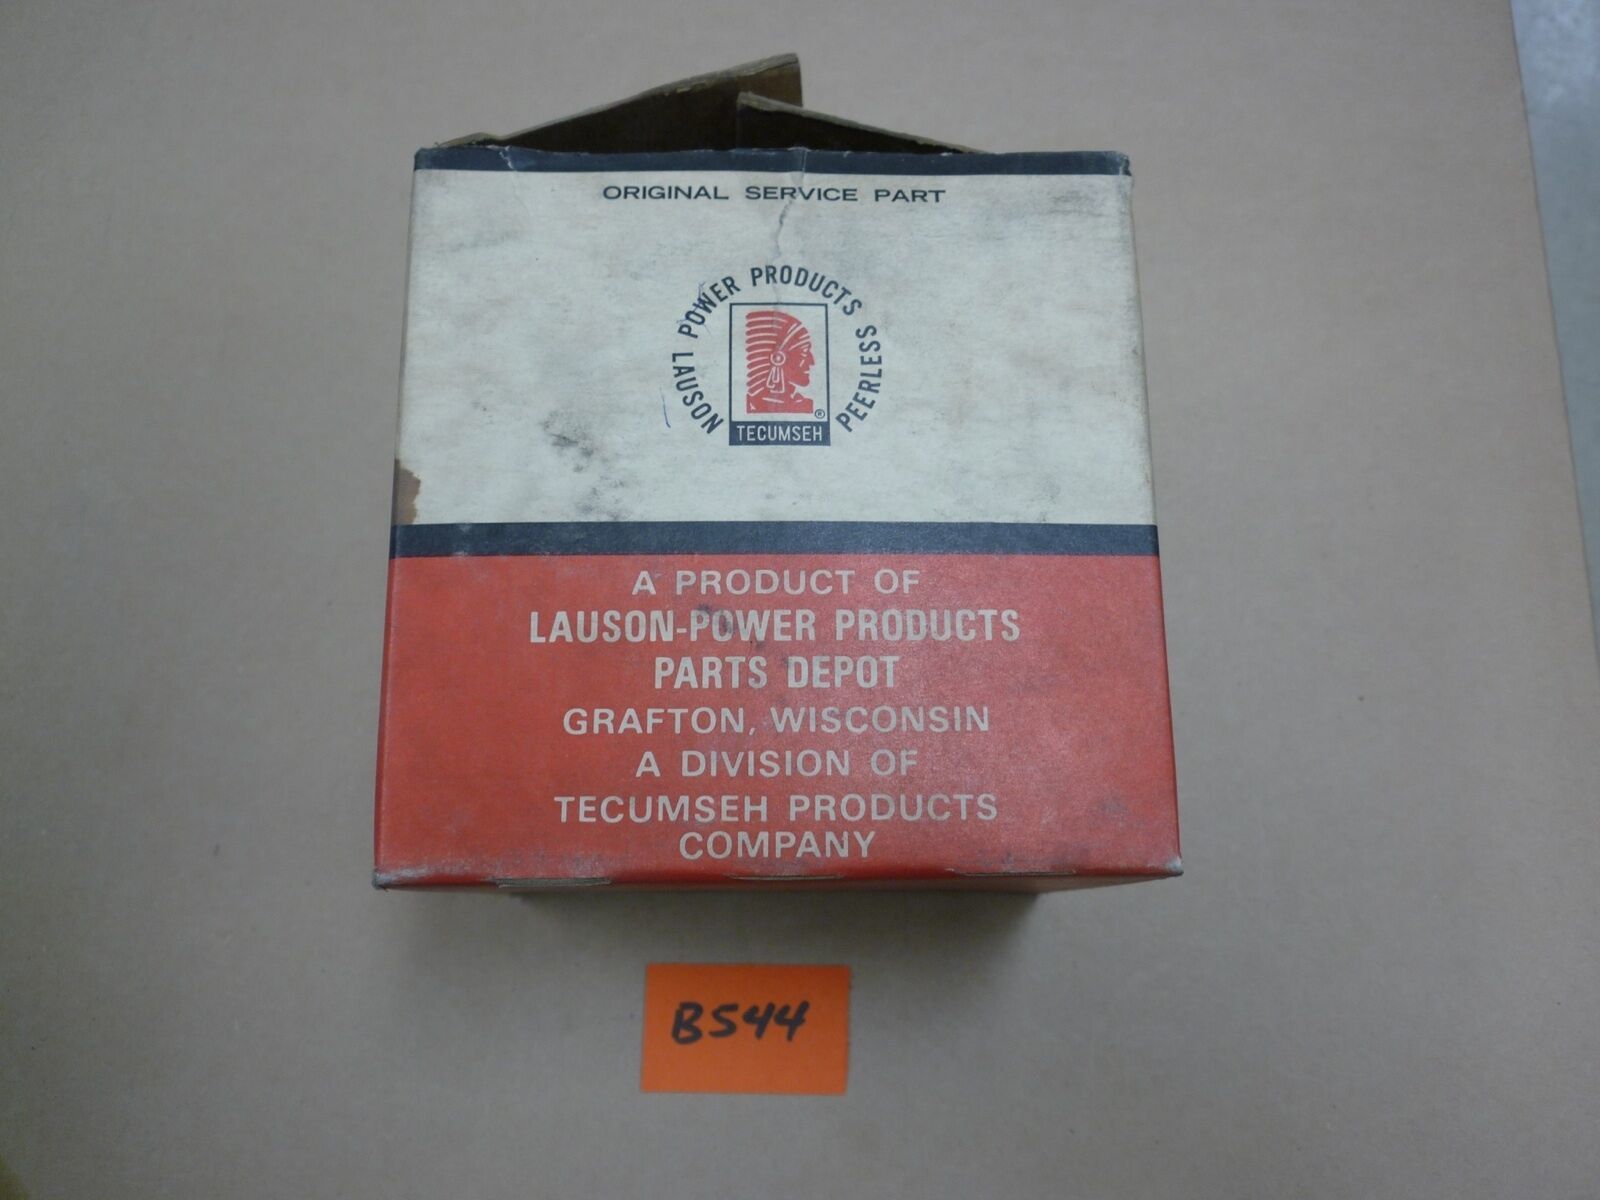 ORIGINAL SERVICE PART
LAUSON POWER PRODUCTS PEERLESS
®
TECUMSEH
A PRODUCT OF
LAUSON-POWER PRODUCTS
PARTS DEPOT
GRAFTON, WISCONSIN
A DIVISION OF
TECUMSEH PRODUCTS
COMPANY
B544